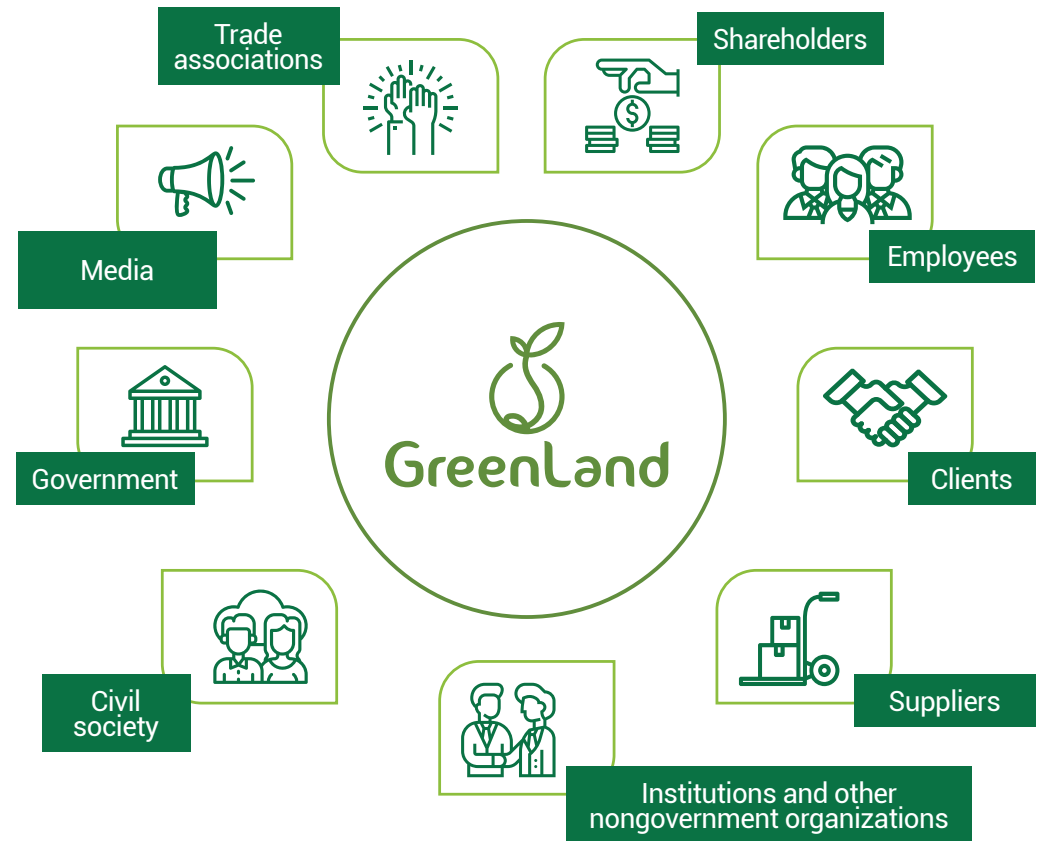 Trade
associations
Shareholders
Media
Employees
GreenLand
Government
Clients
Civil
society
Suppliers
Institutions and other
nongovernment organizations
$